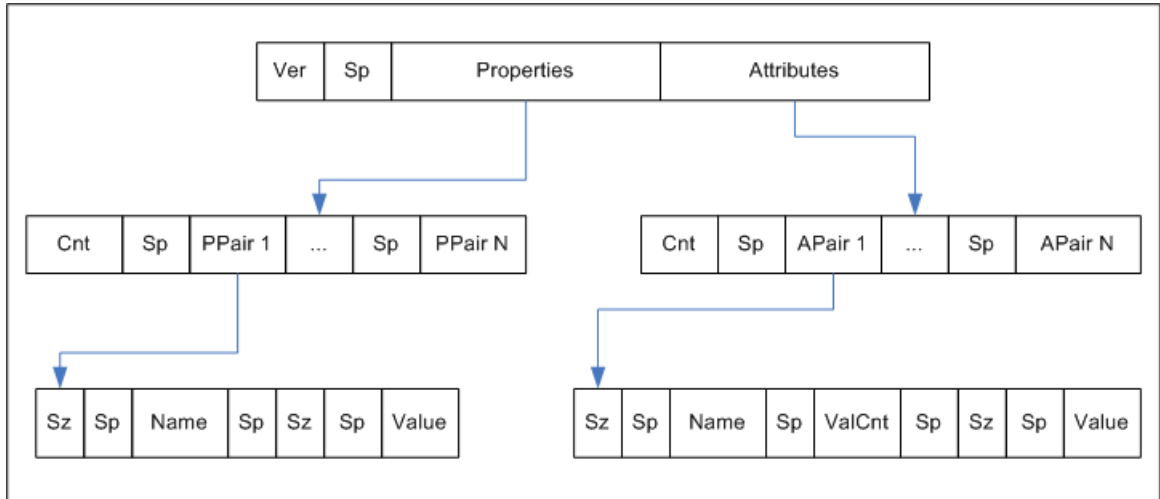 Ver Sp Properties Attributes
Cnt Sp PPair 1 ... Sp PPair N
Cnt Sp APair 1 ... Sp APair N
Sz Sp Name Sp Sz Sp Value
Sz Sp Name Sp ValCnt Sp Sz Sp Value